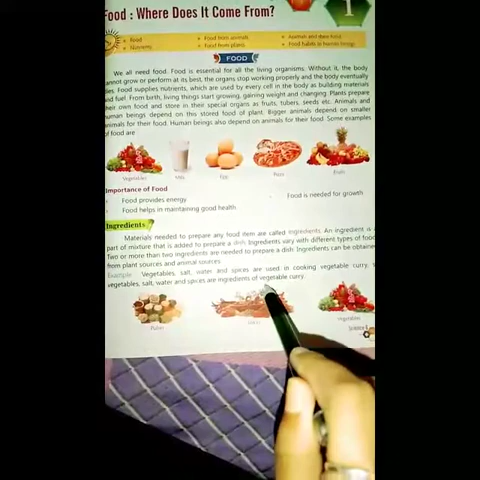 Food : Where Does It Come From?
1
Food
Food from animals
Animals and their food
Nutrients
Food from plants
Food habits in human beings
FOOD
We all need food. Food is essential for all the living organisms. Without it, the body
cannot grow or perform at its best, the organs stop working properly and the body eventually
dies. Food supplies nutrients, which are used by every cell in the body as building materials
and fuel. From birth, living things start growing, gaining weight and changing. Plants prepare
their own food and store in their special organs as fruits, tubers, seeds etc. Animals and
human beings depend on this stored food of plant. Bigger animals depend on smaller
animals for their food. Human beings also depend on animals for their food. Some examples
of food are
Vegetables
Milk
Egg
Pizza
Fruits
Importance of Food
Food provides energy
Food is needed for growth
Food helps in maintaining good health
Ingredients
Materials needed to prepare any food item are called ingredients. An ingredient is a
part of mixture that is added to prepare a dish. Ingredients vary with different types of food.
Two or more than two ingredients are needed to prepare a dish. Ingredients can be obtained
from plant sources and animal sources.
Example: Vegetables, salt, water and spices are used in cooking vegetable curry.
vegetables, salt, water and spices are ingredients of vegetable curry.
Pulses
Vegetables
Science